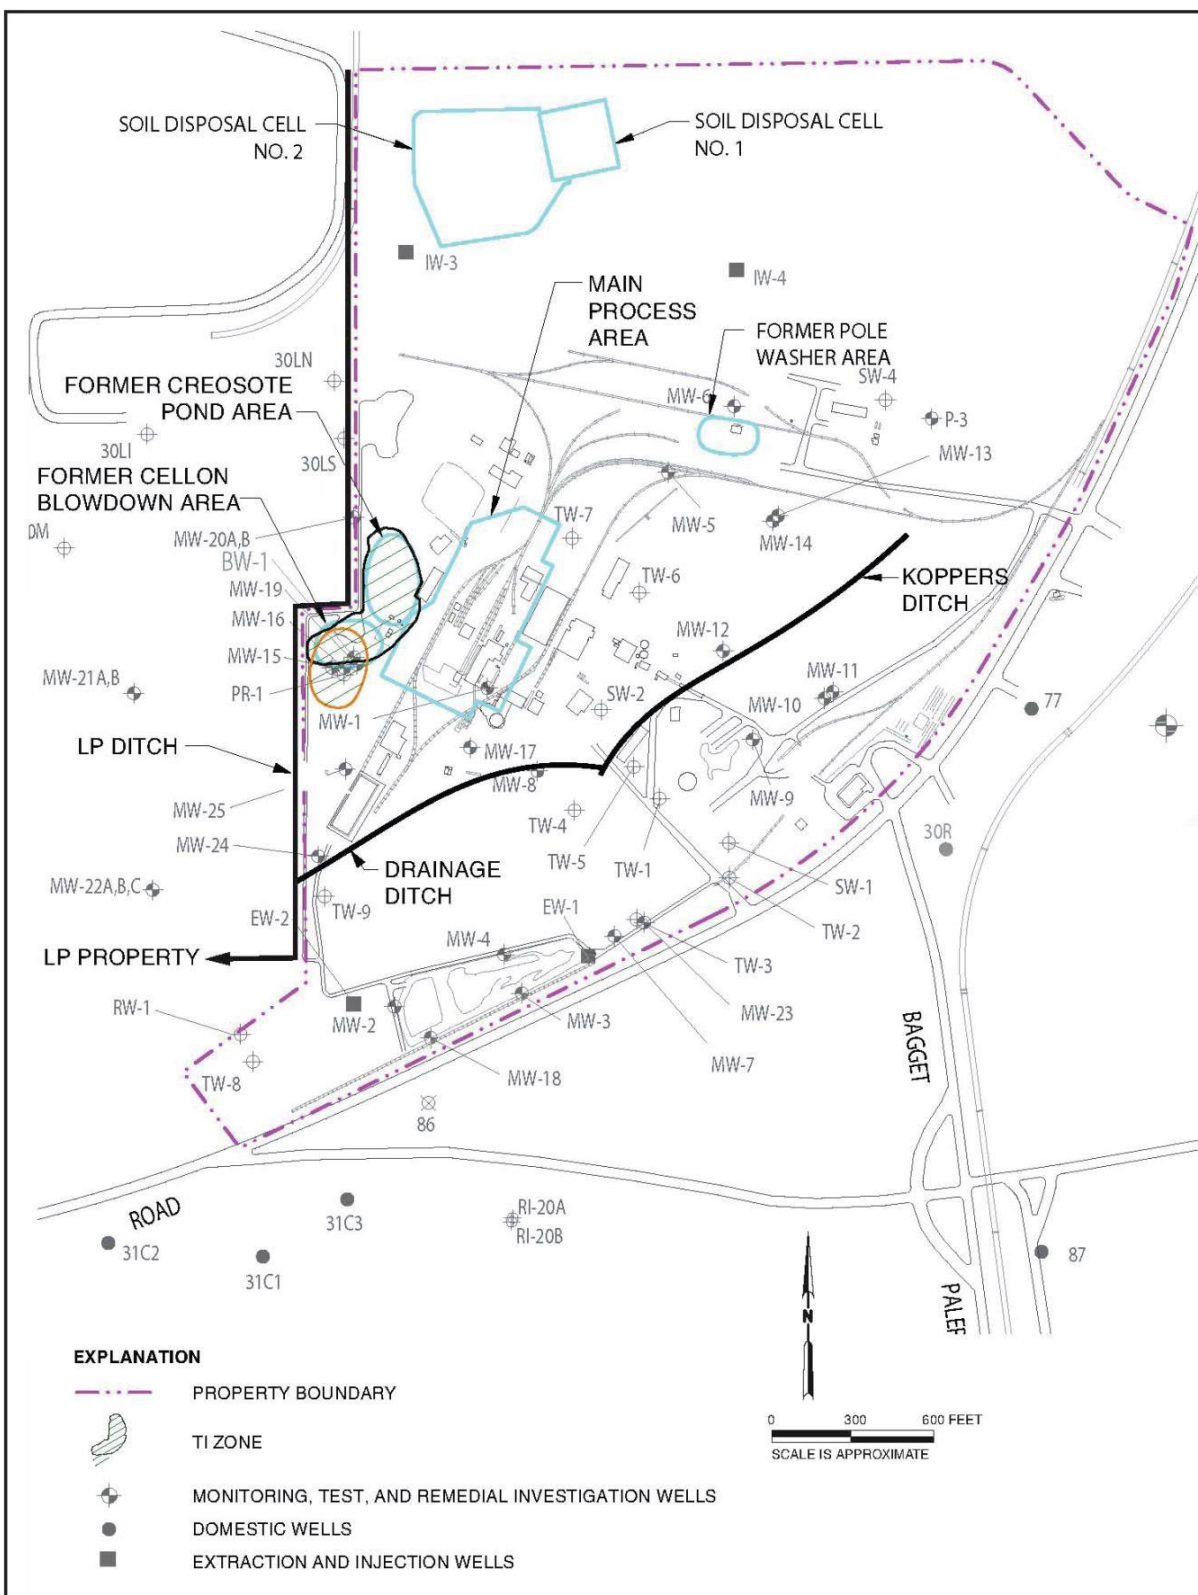 SOIL DISPOSAL CELL
NO. 2
SOIL DISPOSAL CELL
NO. 1
IW-3
IW-4
MAIN
PROCESS
AREA
FORMER POLE
WASHER AREA
30LN
SW-4
FORMER CREOSOTE
POND AREA
MW-6
P-3
30LI
30LS
MW-13
FORMER CELLON
BLOWDOWN AREA
TW-7
MW-5
MW-14
DM
MW-20A,B
BW-1
KOPPERS
DITCH
MW-19
TW-6
MW-16
MW-12
MW-15
MW-21A,B
PR-1
MW-11
MW-10
SW-2
77
MW-1
LP DITCH
MW-17
MW-8
MW-9
MW-25
TW-4
30R
MW-24
TW-5
TW-1
DRAINAGE
DITCH
SW-1
MW-22A,B,C
TW-9
EW-2
EW-1
TW-2
MW-4
LP PROPERTY
TW-3
RW-1
MW-2
MW-3
MW-23
BAGGET
MW-7
TW-8
MW-18
86
ROAD
31C3
RI-20A
RI-20B
31C2
31C1
87
PALER
N
EXPLANATION
PROPERTY BOUNDARY
TI ZONE
MONITORING, TEST, AND REMEDIAL INVESTIGATION WELLS
DOMESTIC WELLS
EXTRACTION AND INJECTION WELLS
0 300 600 FEET
SCALE IS APPROXIMATE